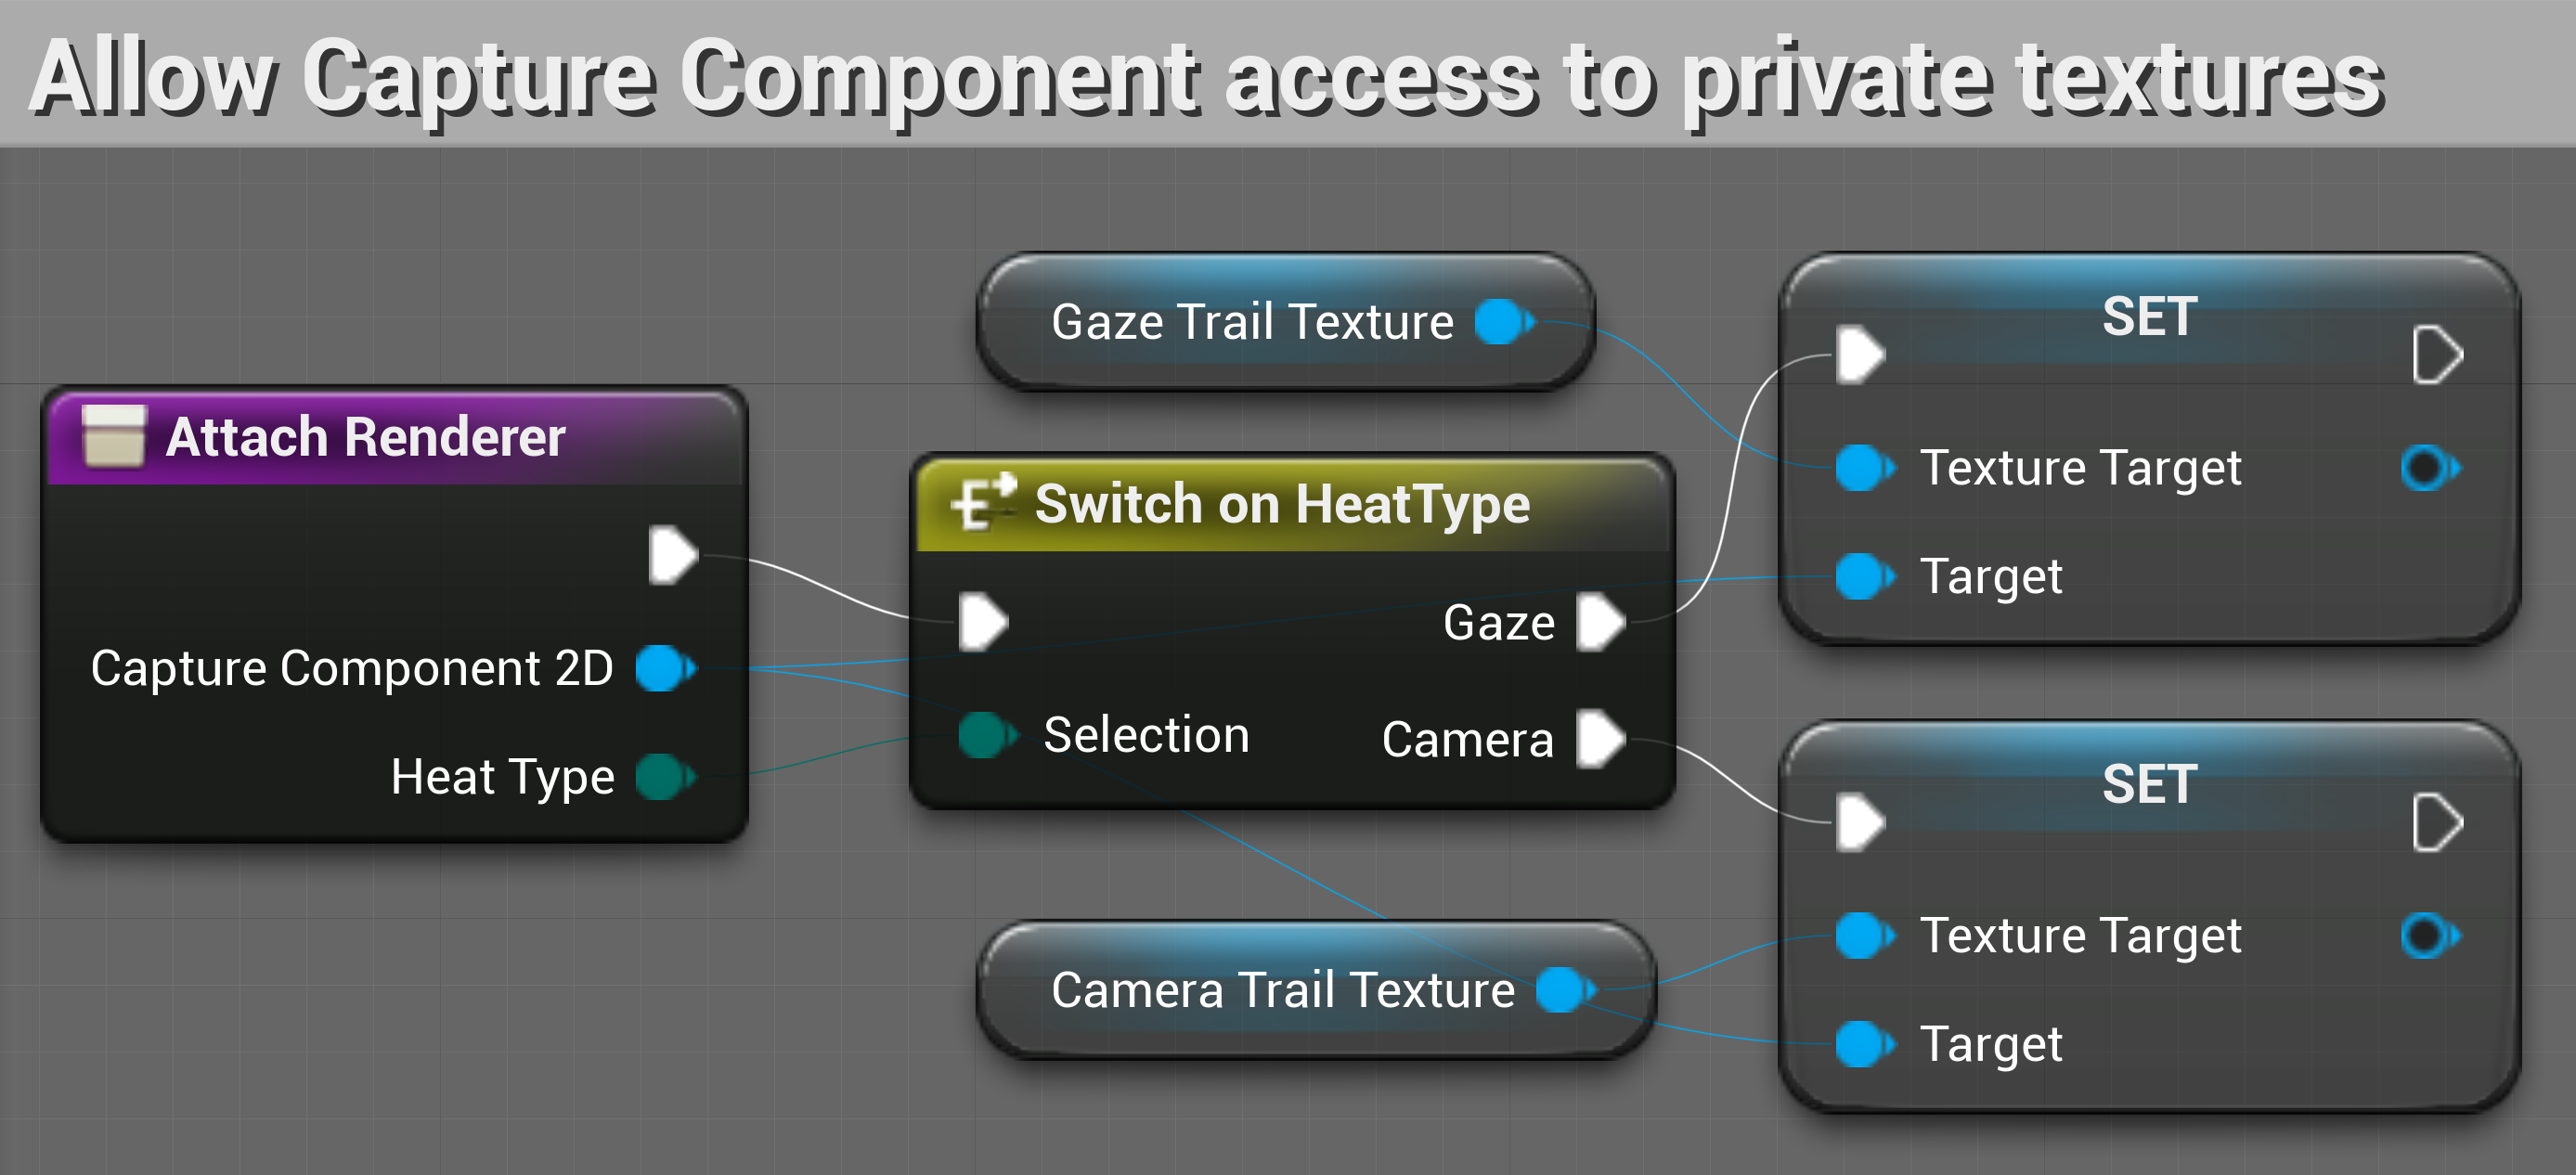 Allow Capture Component access to private textures
Attach Renderer
Capture Component 2D
Heat Type
Gaze Trail Texture
Switch on HeatType
Gaze
Selection
Camera
Camera Trail Texture
SET
Texture Target
Target
SET
Texture Target
Target